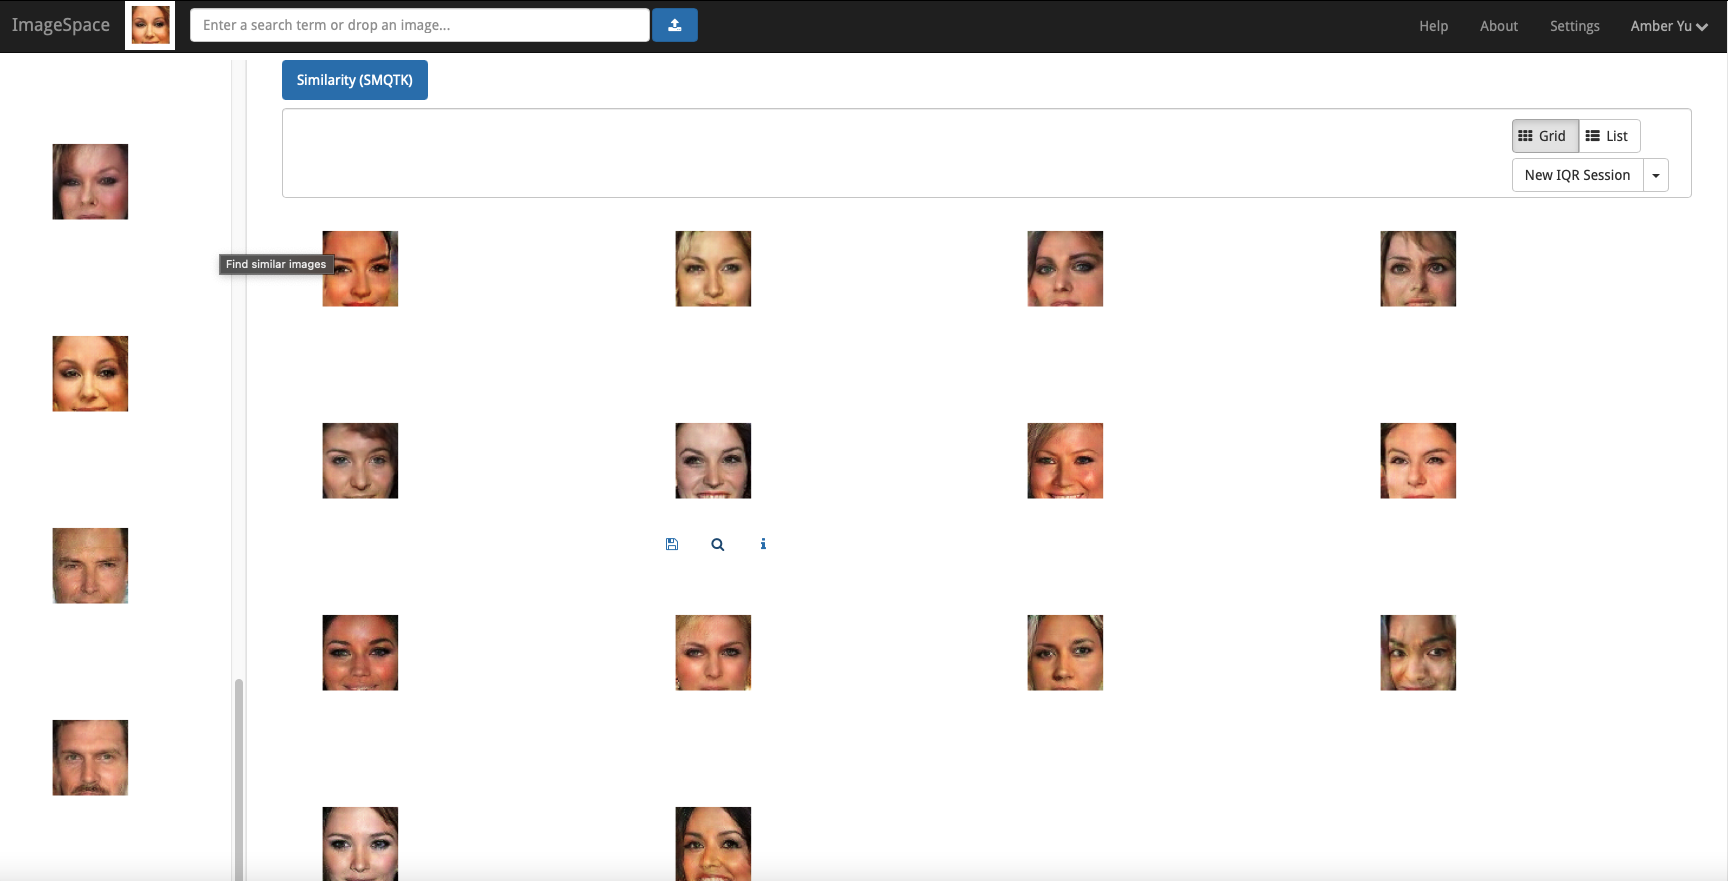 ImageSpace
Enter a search term or drop an image...
Help
About
Settings
Amber Yu
Similarity (SMQTK)
Grid
List
New IQR Session
Find similar images